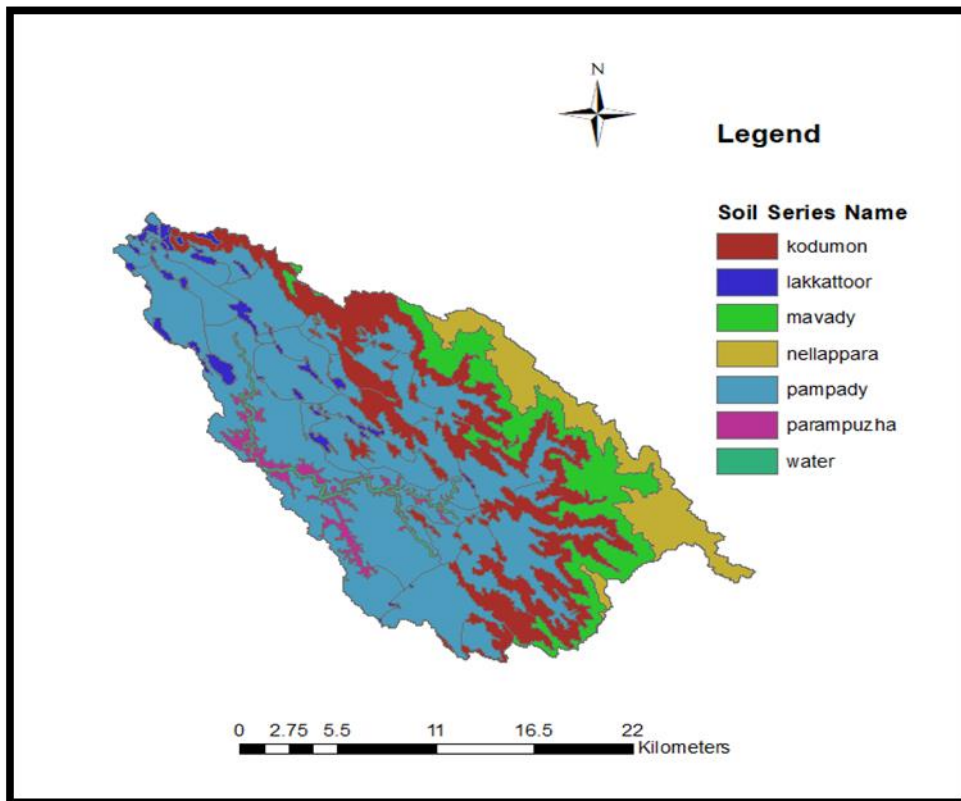 N
Legend
Soil Series Name
kodumon
lakkattoor
mavady
nellappara
pampady
parampuzha
water
0 2.75 5.5 11 16.5 22
Kilometers